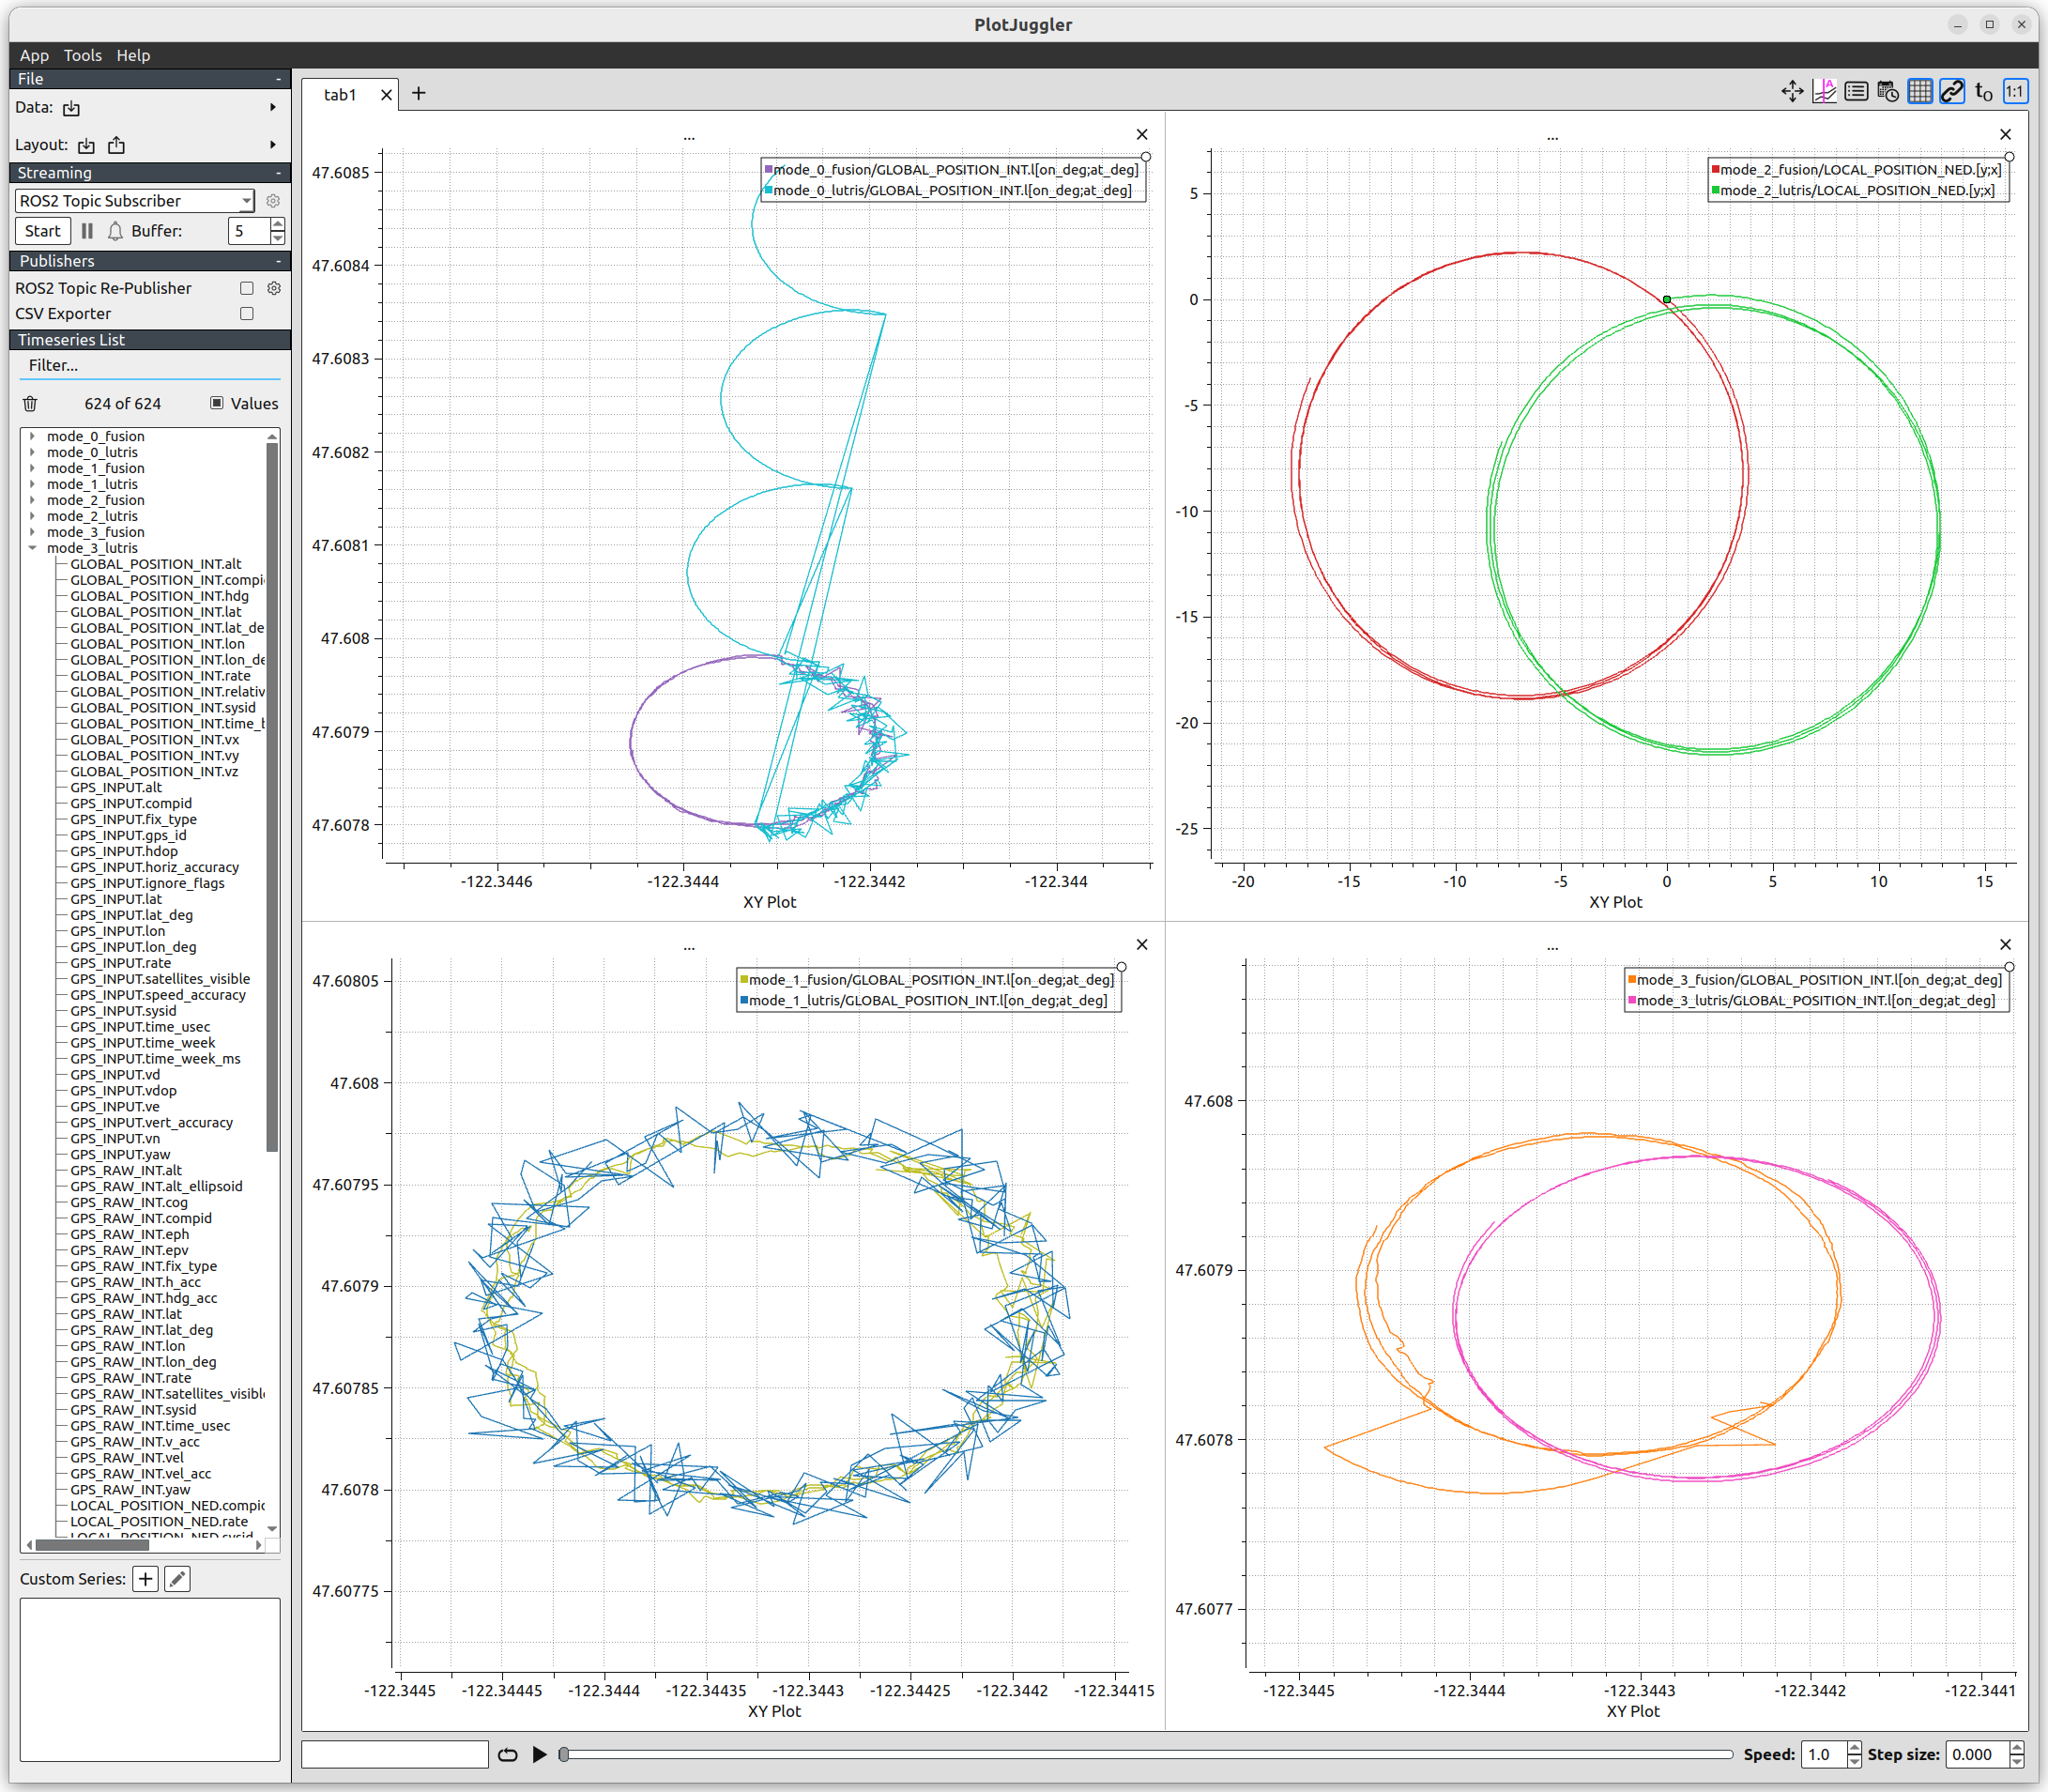 PlotJuggler
App Tools Help
File -
Data:
Layout:
Streaming -
ROS2 Topic Subscriber
Start Buffer: 5
Publishers -
ROS2 Topic Re-Publisher
CSV Exporter
Timeseries List
Filter...
624 of 624 Values
mode_0_fusion
mode_0_lutris
mode_1_fusion
mode_1_lutris
mode_2_fusion
mode_2_lutris
mode_3_fusion
mode_3_lutris
GLOBAL_POSITION_INT.alt
GLOBAL_POSITION_INT.compi
GLOBAL_POSITION_INT.hdg
GLOBAL_POSITION_INT.lat
GLOBAL_POSITION_INT.lat_de
GLOBAL_POSITION_INT.lon
GLOBAL_POSITION_INT.lon_de
GLOBAL_POSITION_INT.rate
GLOBAL_POSITION_INT.relativ
GLOBAL_POSITION_INT.sysid
GLOBAL_POSITION_INT.time_b
GLOBAL_POSITION_INT.vx
GLOBAL_POSITION_INT.vy
GLOBAL_POSITION_INT.vz
GPS_INPUT.alt
GPS_INPUT.compid
GPS_INPUT.fix_type
GPS_INPUT.gps_id
GPS_INPUT.hdop
GPS_INPUT.horiz_accuracy
GPS_INPUT.ignore_flags
GPS_INPUT.lat
GPS_INPUT.lat_deg
GPS_INPUT.lon
GPS_INPUT.lon_deg
GPS_INPUT.rate
GPS_INPUT.satellites_visible
GPS_INPUT.speed_accuracy
GPS_INPUT.sysid
GPS_INPUT.time_usec
GPS_INPUT.time_week
GPS_INPUT.time_week_ms
GPS_INPUT.vd
GPS_INPUT.vdop
GPS_INPUT.ve
GPS_INPUT.vert_accuracy
GPS_INPUT.vn
GPS_INPUT.yaw
GPS_RAW_INT.alt
GPS_RAW_INT.alt_ellipsoid
GPS_RAW_INT.cog
GPS_RAW_INT.compid
GPS_RAW_INT.eph
GPS_RAW_INT.epv
GPS_RAW_INT.fix_type
GPS_RAW_INT.h_acc
GPS_RAW_INT.hdg_acc
GPS_RAW_INT.lat
GPS_RAW_INT.lat_deg
GPS_RAW_INT.lon
GPS_RAW_INT.lon_deg
GPS_RAW_INT.rate
GPS_RAW_INT.satellites_visibl
GPS_RAW_INT.sysid
GPS_RAW_INT.time_usec
GPS_RAW_INT.v_acc
GPS_RAW_INT.vel
GPS_RAW_INT.vel_acc
GPS_RAW_INT.yaw
LOCAL_POSITION_NED.compic
LOCAL_POSITION_NED.rate
LOCAL_POSITION_NED.sysid
Custom Series:
tab1
t0 1:1
...
mode_0_fusion/GLOBAL_POSITION_INT.l[on_deg;at_deg]
mode_0_lutris/GLOBAL_POSITION_INT.l[on_deg;at_deg]
47.6085
47.6084
47.6083
47.6082
47.6081
47.608
47.6079
47.6078
-122.3446 -122.3444 -122.3442 -122.344
XY Plot
...
mode_2_fusion/LOCAL_POSITION_NED.[y;x]
mode_2_lutris/LOCAL_POSITION_NED.[y;x]
5
0
-5
-10
-15
-20
-25
-20 -15 -10 -5 0 5 10 15
XY Plot
...
mode_1_fusion/GLOBAL_POSITION_INT.l[on_deg;at_deg]
mode_1_lutris/GLOBAL_POSITION_INT.l[on_deg;at_deg]
47.60805
47.608
47.60795
47.6079
47.60785
47.6078
47.60775
-122.3445 -122.34445 -122.3444 -122.34435 -122.3443 -122.34425 -122.3442 -122.34415
XY Plot
...
mode_3_fusion/GLOBAL_POSITION_INT.l[on_deg;at_deg]
mode_3_lutris/GLOBAL_POSITION_INT.l[on_deg;at_deg]
47.608
47.6079
47.6078
47.6077
-122.3445 -122.3444 -122.3443 -122.3442 -122.3441
XY Plot
Speed: 1.0 Step size: 0.000